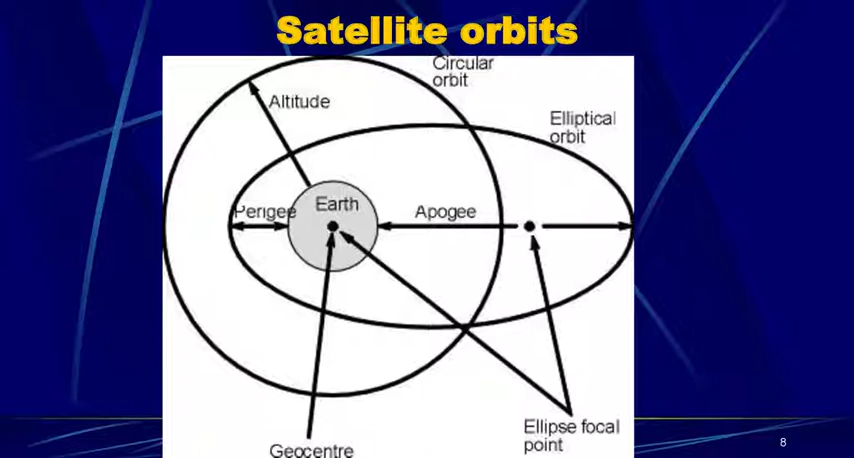 Satellite orbits
Circular
orbit
Altitude
Elliptical
orbit
Perigee
Earth
Apogee
Ellipse focal
point
Geocentre
8